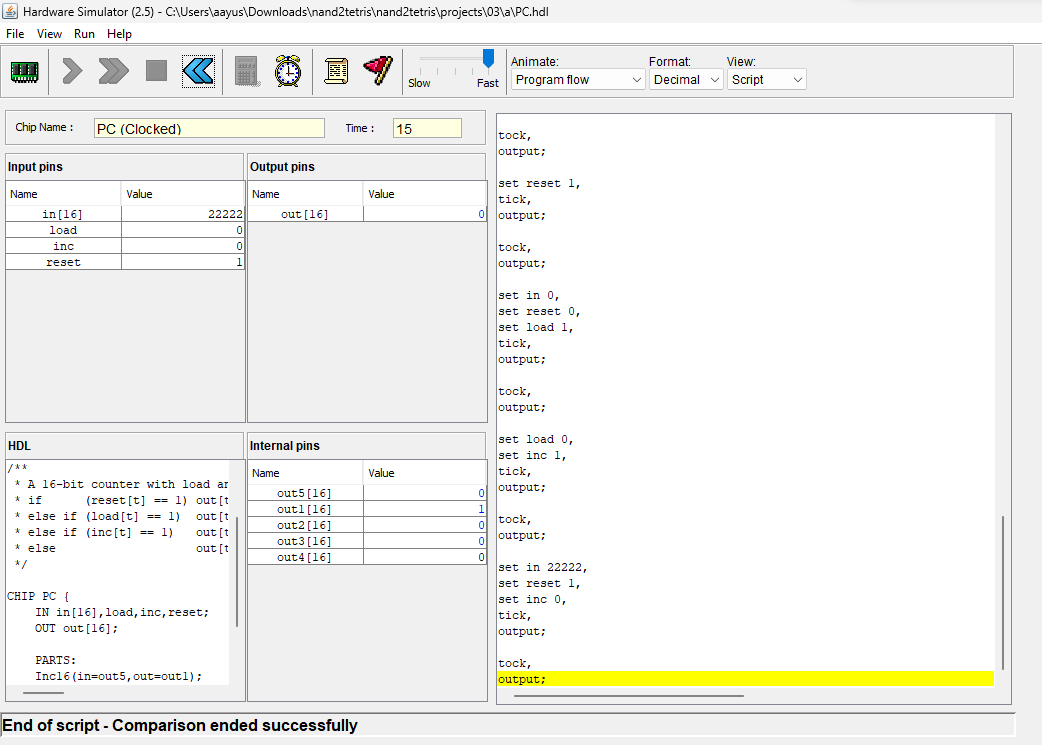 Hardware Simulator (2.5) - C:\Users\aayus\Downloads\nand2tetris\nand2tetris\projects\03\a\PC.hdl
File View Run Help
Slow Fast
Animate:
Program flow
Format:
Decimal
View:
Script
Chip Name : PC (Clocked) Time : 15
Input pins
Name Value
in[16] 22222
load 0
inc 0
reset 1
Output pins
Name Value
out[16] 0
HDL
/**
* A 16-bit counter with load ar
* if (reset[t] == 1) out[t
* else if (load[t] == 1) out[t
* else if (inc[t] == 1) out[t
* else out[t
*/
CHIP PC {
IN in[16],load,inc,reset;
OUT out[16];
PARTS:
Inc16(in=out5,out=out1);
Internal pins
Name Value
out5[16] 0
out1[16] 1
out2[16] 0
out3[16] 0
out4[16] 0
tock,
output;
set reset 1,
tick,
output;
tock,
output;
set in 0,
set reset 0,
set load 1,
tick,
output;
tock,
output;
set load 0,
set inc 1,
tick,
output;
tock,
output;
set in 22222,
set reset 1,
set inc 0,
tick,
output;
tock,
output;
End of script - Comparison ended successfully